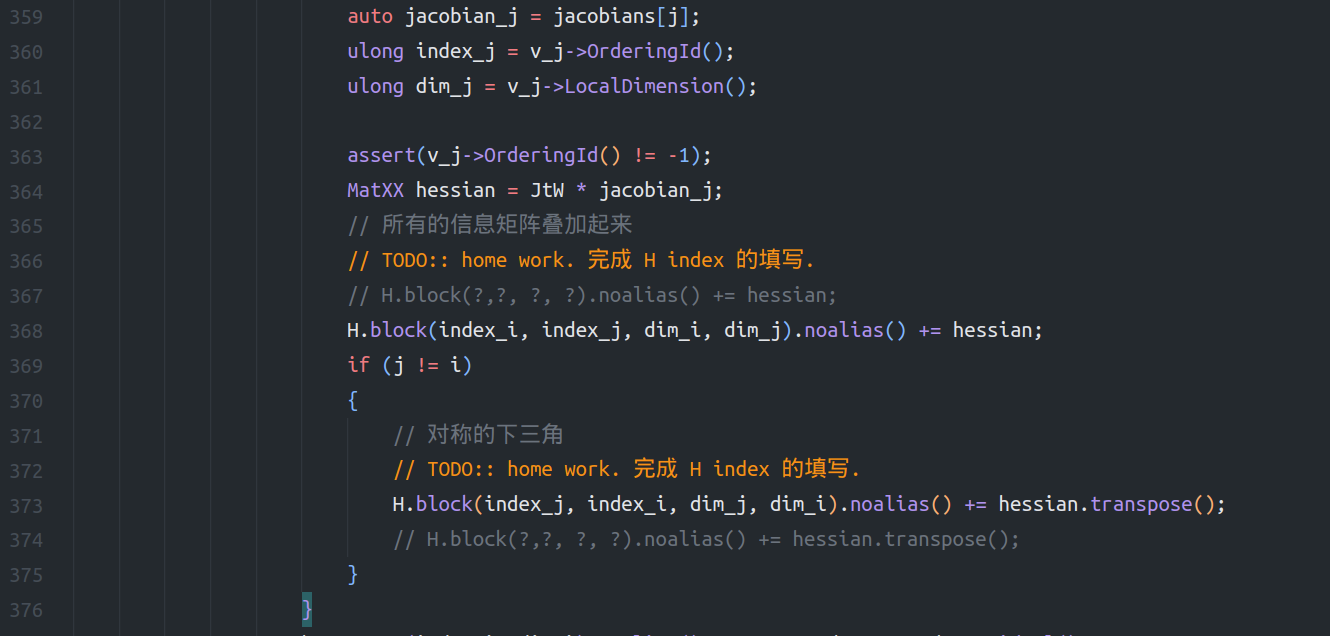 359 auto jacobian_j = jacobians[j];
360 ulong index_j = v_j->OrderingId();
361 ulong dim_j = v_j->LocalDimension();
362
363 assert(v_j->OrderingId() != -1);
364 MatXX hessian = JtW * jacobian_j;
365 // 所有的信息矩阵叠加起来
366 // TODO:: home work. 完成 H index 的填写.
367 // H.block(?,?, ?, ?).noalias() += hessian;
368 H.block(index_i, index_j, dim_i, dim_j).noalias() += hessian;
369 if (j != i)
370 {
371 // 对称的下三角
372 // TODO:: home work. 完成 H index 的填写.
373 H.block(index_j, index_i, dim_j, dim_i).noalias() += hessian.transpose();
374 // H.block(?,?, ?, ?).noalias() += hessian.transpose();
375 }
376 }